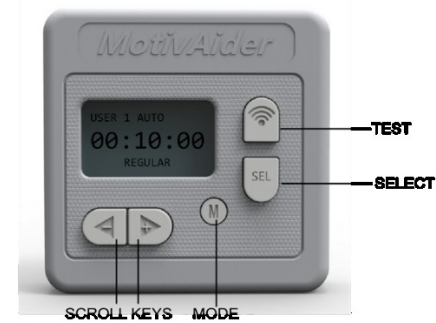 MotivAider
USER 1 AUTO
00:10:00
REGULAR
TEST
SEL
SELECT
M
SCROLL KEYS
MODE